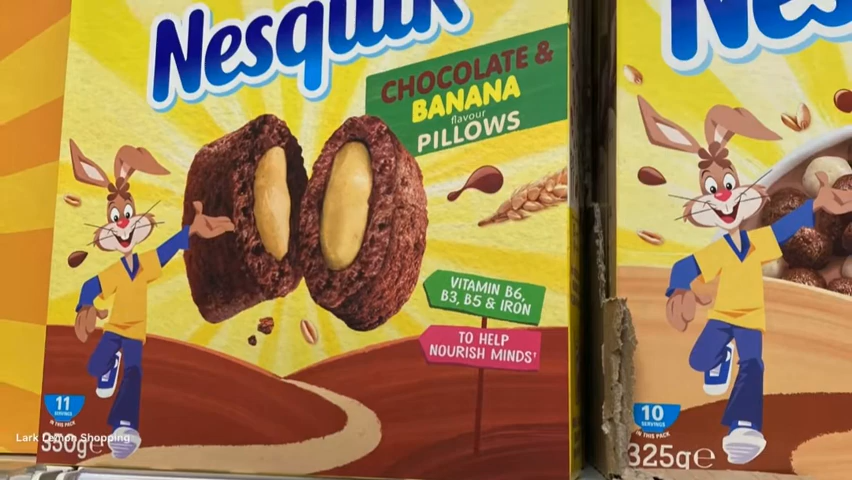 Nesquik
CHOCOLATE &
BANANA
flavour
PILLOWS
VITAMIN B6,
B3, B5 & IRON
TO HELP
NOURISH MINDS†
11
SERVINGS
IN THIS PACK
350g℮
Lark Lemon Shopping
Nes
10
SERVINGS
IN THIS PACK
325g℮